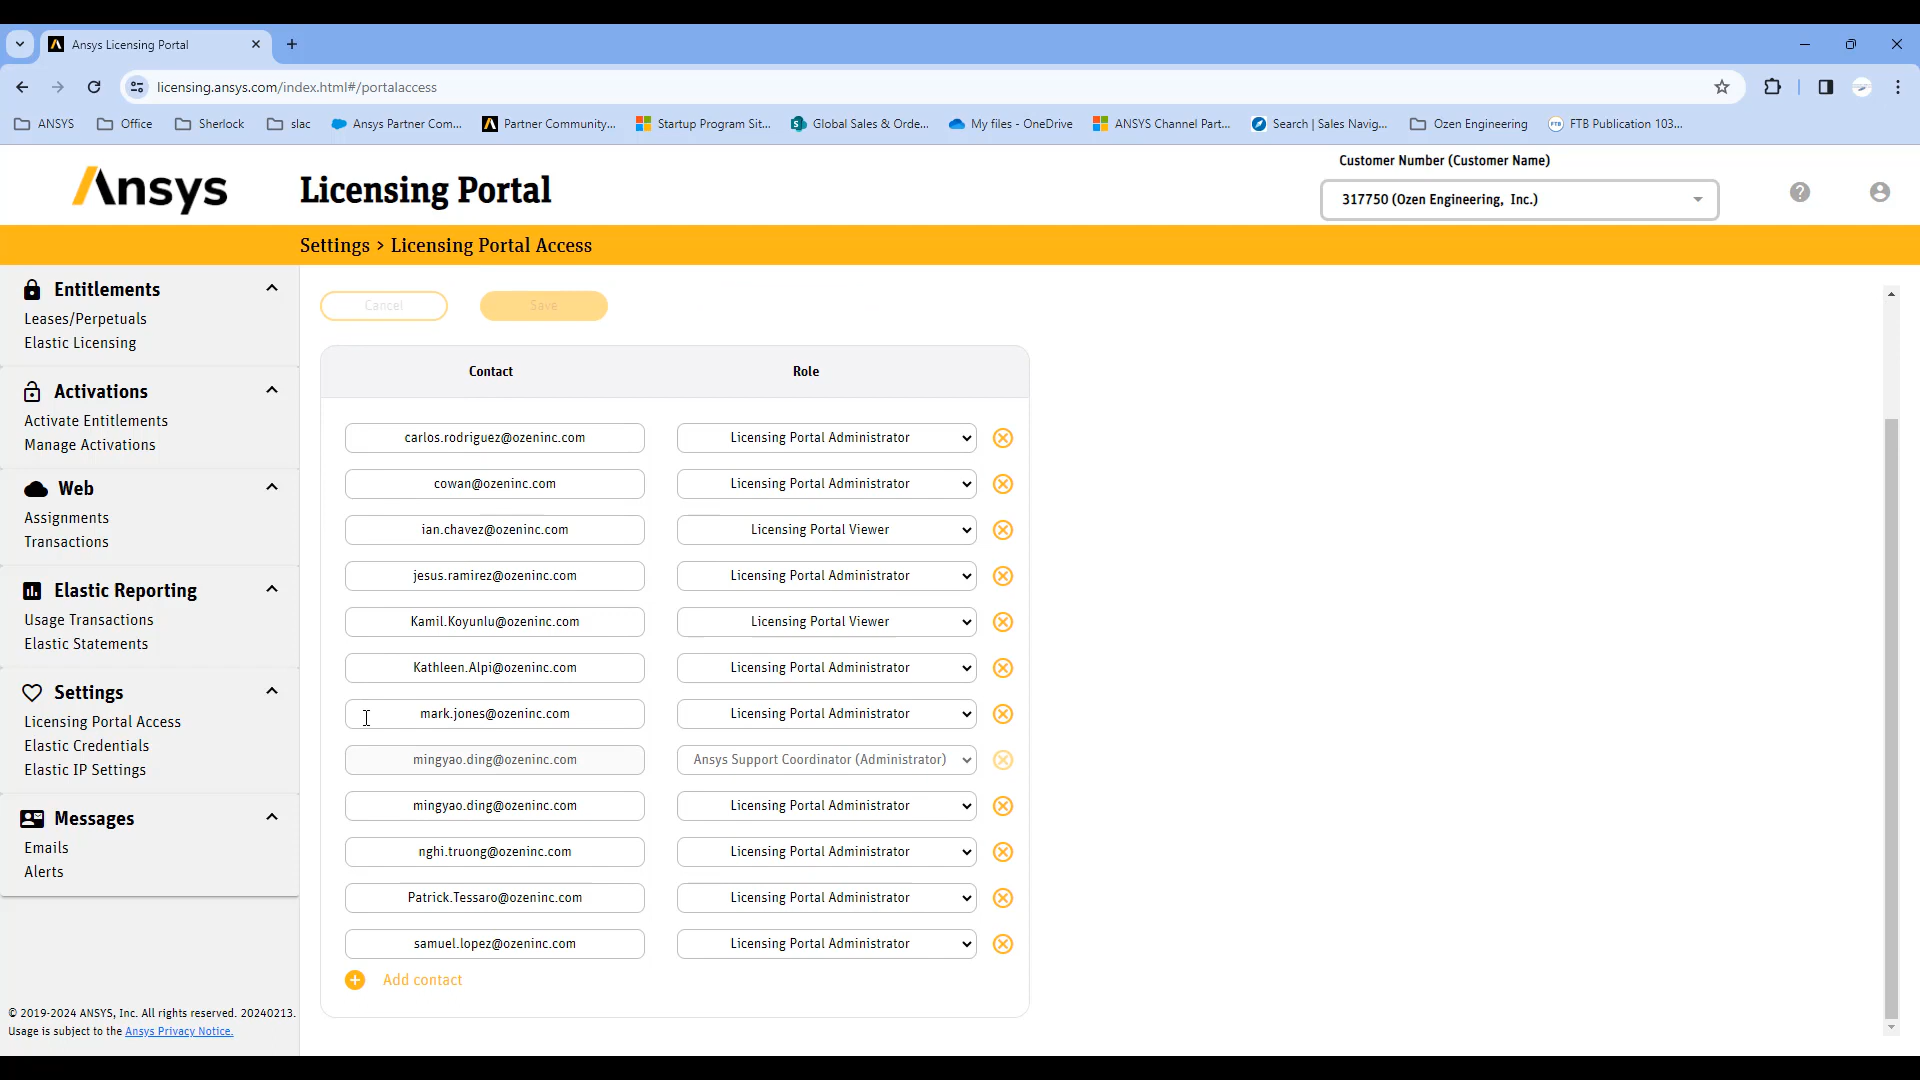 Ansys Licensing Portal
licensing.ansys.com/index.html#/portalaccess
ANSYS
Office
Sherlock
slac
Ansys Partner Com...
Partner Community...
Startup Program Sit...
Global Sales & Orde...
My files - OneDrive
ANSYS Channel Part...
Search | Sales Navig...
Ozen Engineering
FTB Publication 103...
Ansys
Licensing Portal
Customer Number (Customer Name)
317750 (Ozen Engineering, Inc.)
Settings > Licensing Portal Access
Entitlements
Leases/Perpetuals
Elastic Licensing
Activations
Activate Entitlements
Manage Activations
Web
Assignments
Transactions
Elastic Reporting
Usage Transactions
Elastic Statements
Settings
Licensing Portal Access
Elastic Credentials
Elastic IP Settings
Messages
Emails
Alerts
© 2019-2024 ANSYS, Inc. All rights reserved. 20240213.
Usage is subject to the Ansys Privacy Notice.
Cancel
Save
Contact Role
carlos.rodriguez@ozeninc.com Licensing Portal Administrator
cowan@ozeninc.com Licensing Portal Administrator
ian.chavez@ozeninc.com Licensing Portal Viewer
jesus.ramirez@ozeninc.com Licensing Portal Administrator
Kamil.Koyunlu@ozeninc.com Licensing Portal Viewer
Kathleen.Alpi@ozeninc.com Licensing Portal Administrator
mark.jones@ozeninc.com Licensing Portal Administrator
mingyao.ding@ozeninc.com Ansys Support Coordinator (Administrator)
mingyao.ding@ozeninc.com Licensing Portal Administrator
nghi.truong@ozeninc.com Licensing Portal Administrator
Patrick.Tessaro@ozeninc.com Licensing Portal Administrator
samuel.lopez@ozeninc.com Licensing Portal Administrator
Add contact